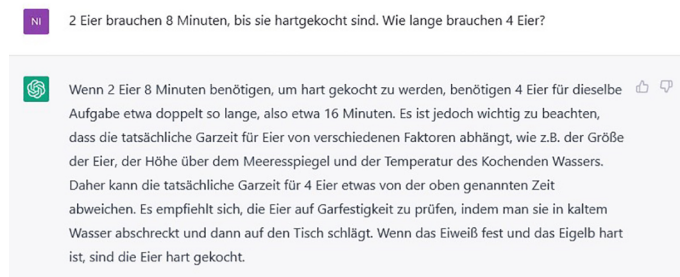 NI
2 Eier brauchen 8 Minuten, bis sie hartgekocht sind. Wie lange brauchen 4 Eier?
Wenn 2 Eier 8 Minuten benötigen, um hart gekocht zu werden, benötigen 4 Eier für dieselbe
Aufgabe etwa doppelt so lange, also etwa 16 Minuten. Es ist jedoch wichtig zu beachten,
dass die tatsächliche Garzeit für Eier von verschiedenen Faktoren abhängt, wie z.B. der Größe
der Eier, der Höhe über dem Meeresspiegel und der Temperatur des Kochenden Wassers.
Daher kann die tatsächliche Garzeit für 4 Eier etwas von der oben genannten Zeit
abweichen. Es empfiehlt sich, die Eier auf Garfestigkeit zu prüfen, indem man sie in kaltem
Wasser abschreckt und dann auf den Tisch schlägt. Wenn das Eiweiß fest und das Eigelb hart
ist, sind die Eier hart gekocht.